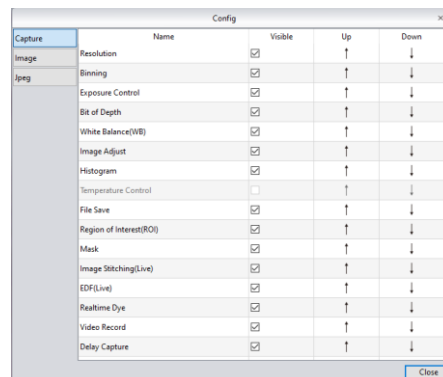 Config
Capture
Image
Jpeg
Name Visible Up Down
Resolution
Binning
Exposure Control
Bit of Depth
White Balance(WB)
Image Adjust
Histogram
Temperature Control
File Save
Region of Interest(ROI)
Mask
Image Stitching(Live)
EDF(Live)
Realtime Dye
Video Record
Delay Capture
Close